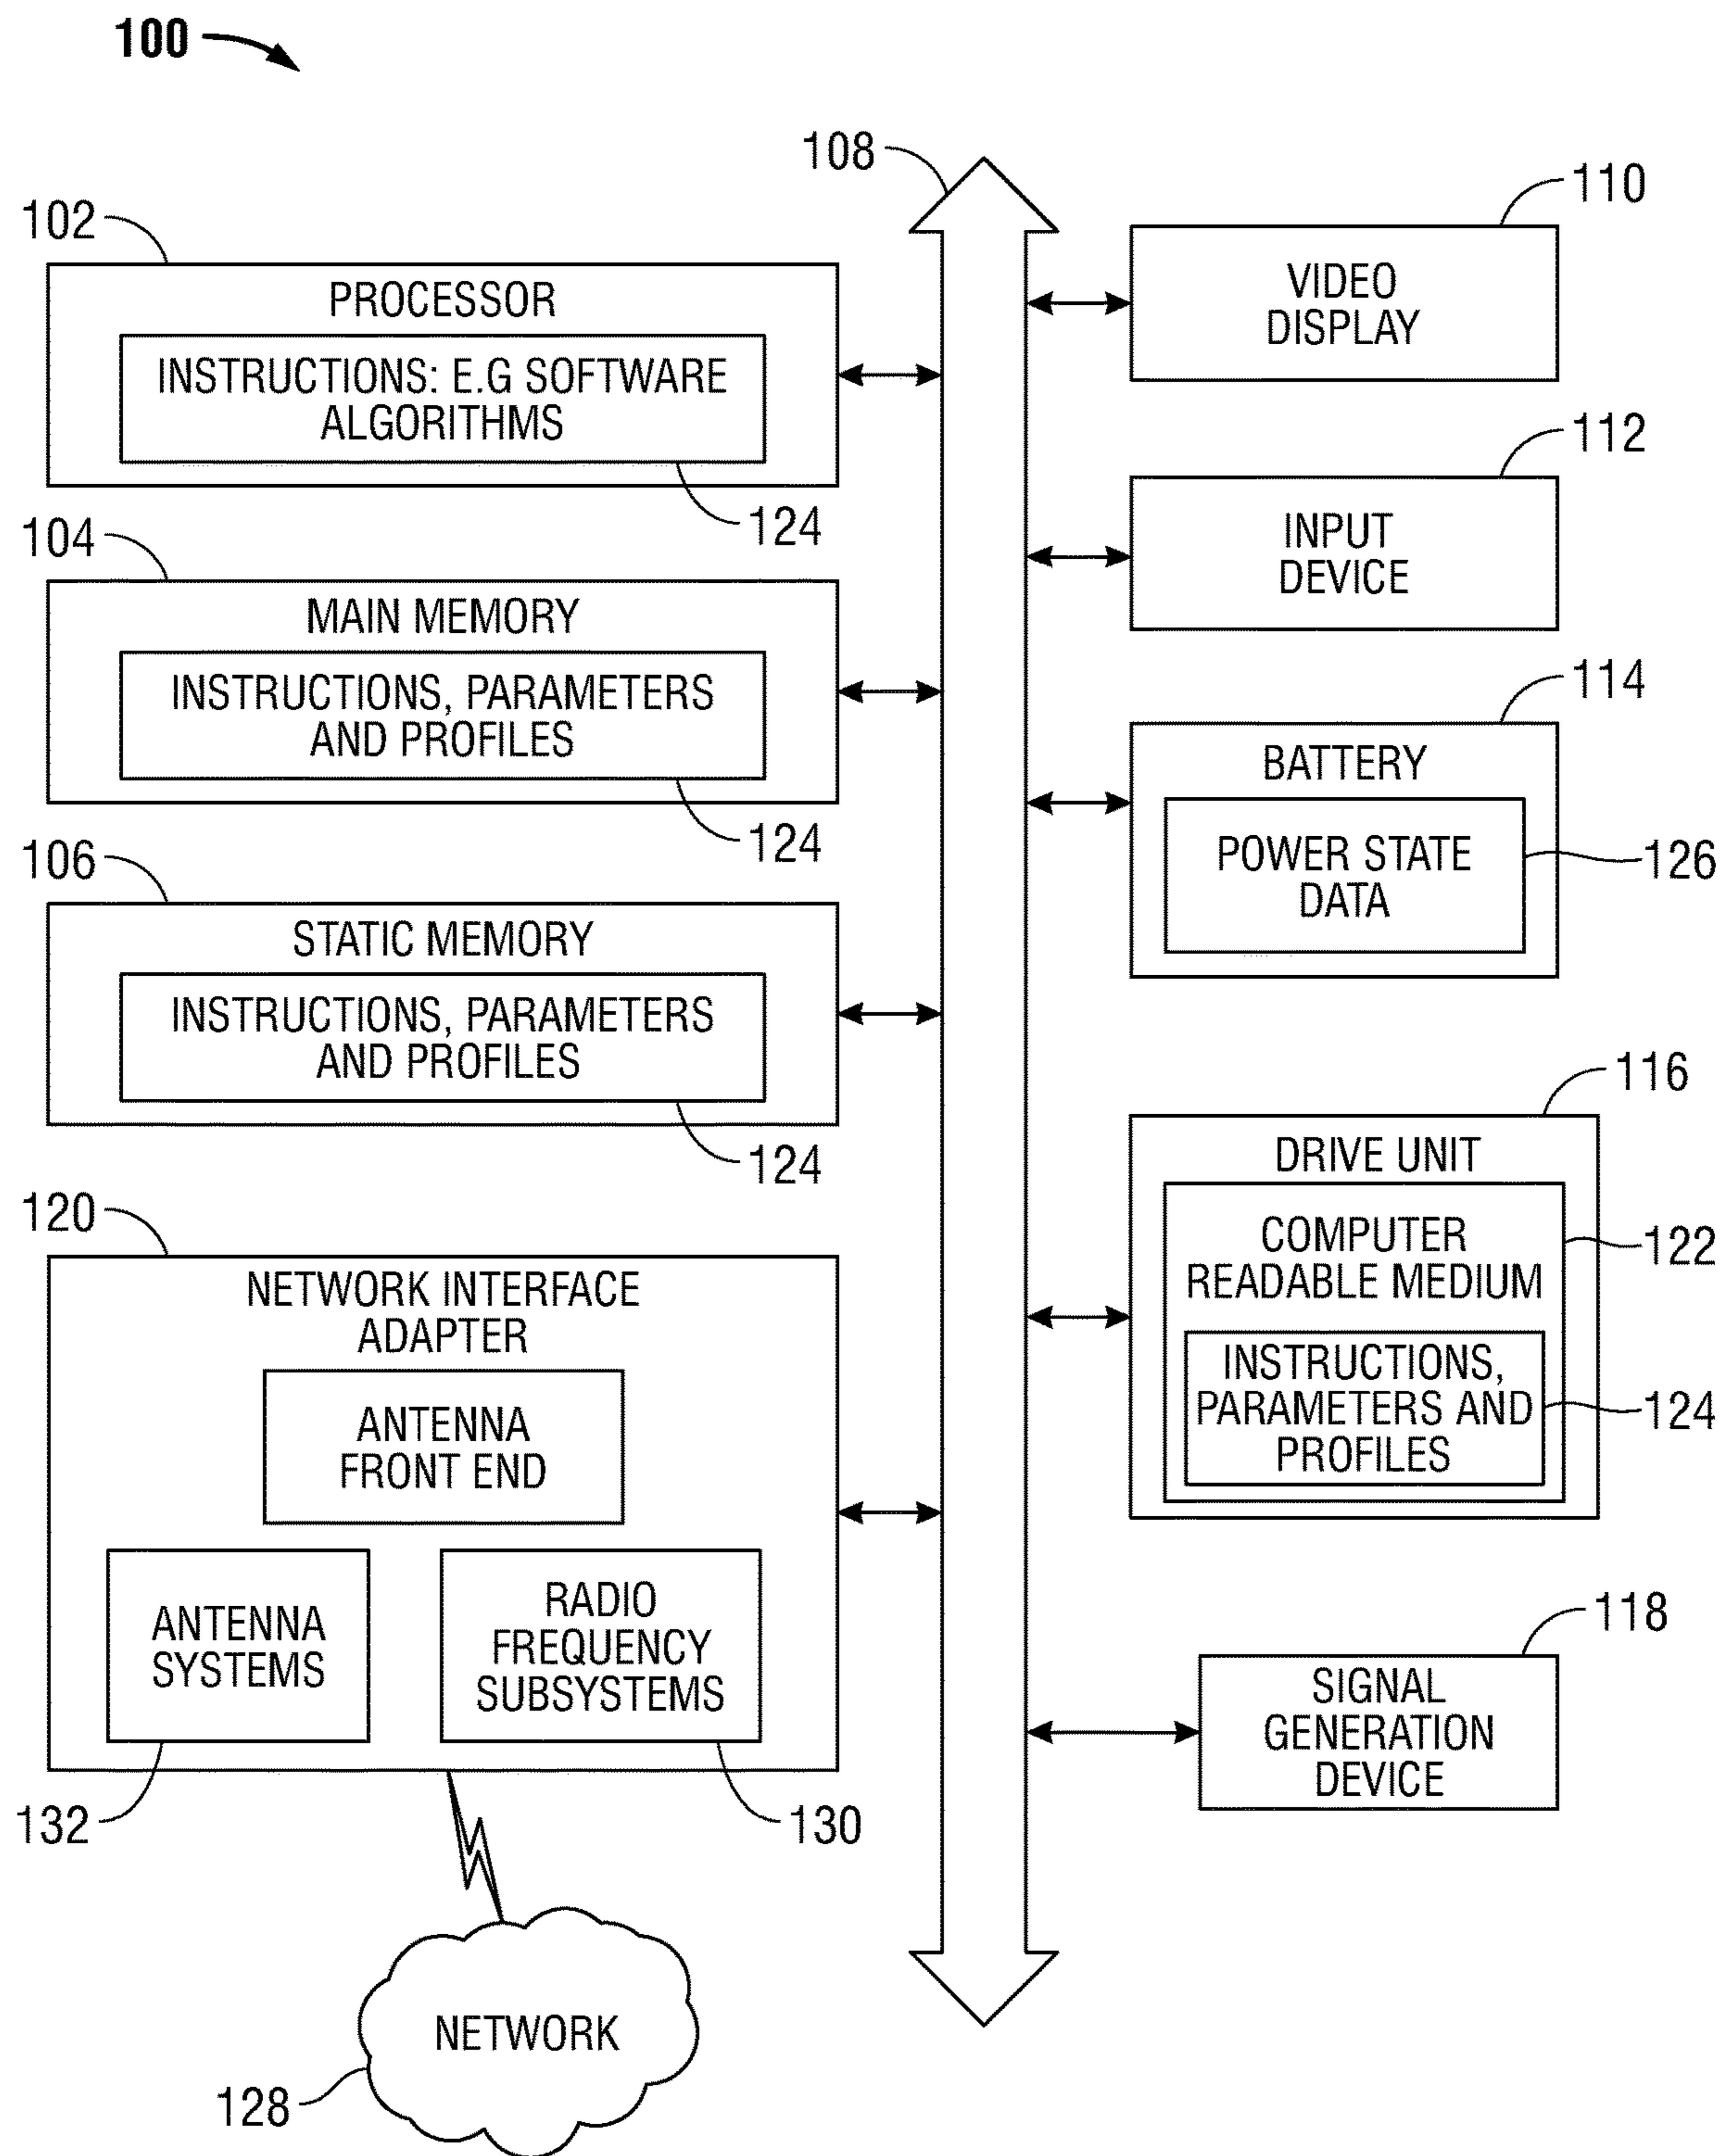 100
108
102
PROCESSOR
INSTRUCTIONS: E.G SOFTWARE
ALGORITHMS
124
104
MAIN MEMORY
INSTRUCTIONS, PARAMETERS
AND PROFILES
124
106
STATIC MEMORY
INSTRUCTIONS, PARAMETERS
AND PROFILES
124
120
NETWORK INTERFACE
ADAPTER
ANTENNA
FRONT END
ANTENNA
SYSTEMS
RADIO
FREQUENCY
SUBSYSTEMS
132
130
NETWORK
128
110
VIDEO
DISPLAY
112
INPUT
DEVICE
114
BATTERY
POWER STATE
DATA
126
116
DRIVE UNIT
COMPUTER
READABLE MEDIUM
122
INSTRUCTIONS,
PARAMETERS AND
PROFILES
124
118
SIGNAL
GENERATION
DEVICE